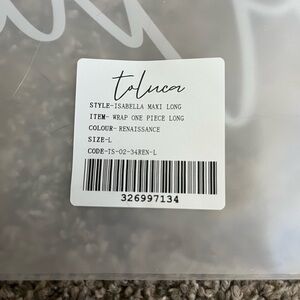 toluca
STYLE-ISABELLA MAXI LONG
ITEM- WRAP ONE PIECE LONG
COLOUR- RENAISSANCE
SIZE-L
CODE-TS-02-34REN-L
326997134